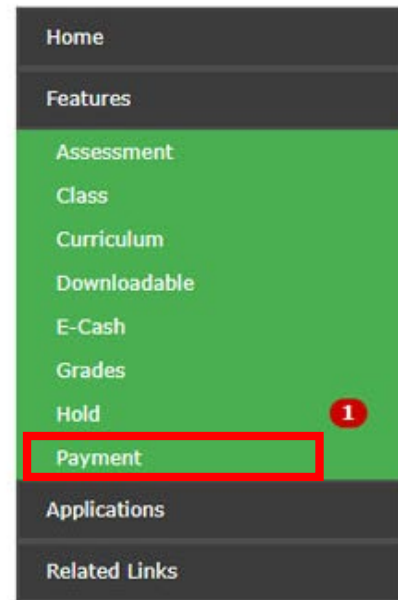 Home
Features
Assessment
Class
Curriculum
Downloadable
E-Cash
Grades
Hold 1
Payment
Applications
Related Links